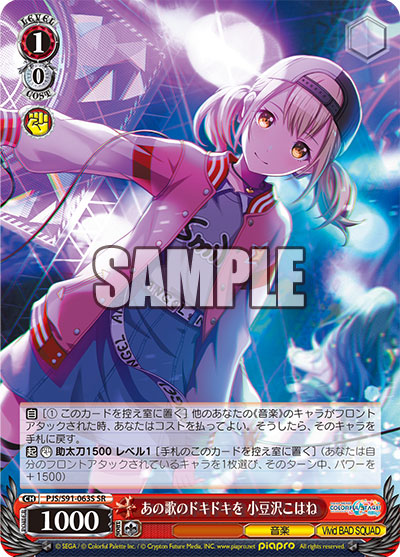 LEVEL
1
0
COST
Smile
ANGEL
ANGEL
SAMPLE
自 [① このカードを控え室に置く] 他のあなたの《音楽》のキャラがフロント
アタックされた時、あなたはコストを払ってよい。そうしたら、そのキャラを
手札に戻す。
起 助太刀1500 レベル1 [手札のこのカードを控え室に置く] （あなたは自
分のフロントアタックされているキャラを1枚選び、そのターン中、パワーを
+1500）
CH PJS/S91-063S SR
あの歌のドキドキを 小豆沢こはね
COLORFUL STAGE!
POWER
1000
音楽
Vivid BAD SQUAD
© SEGA / © Colorful Palette Inc. / © Crypton Future Media, INC. www.piapro.net piapro All rights reserved.